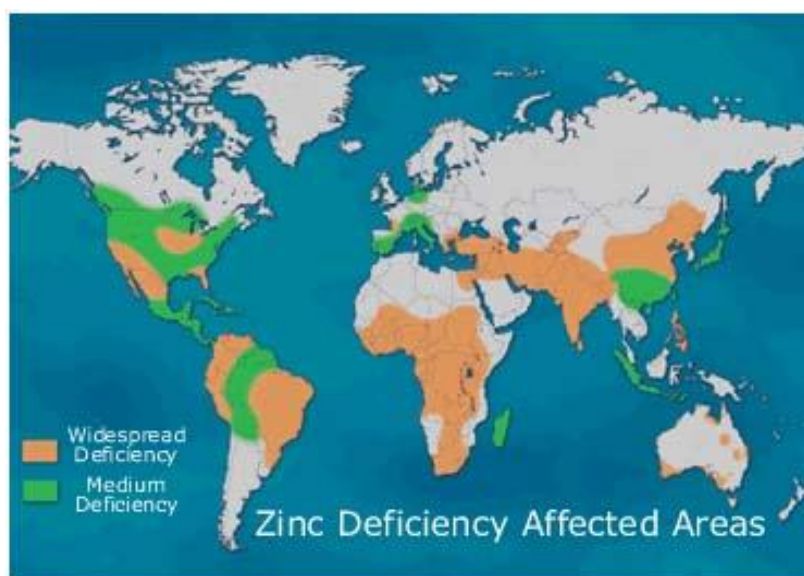 Widespread
Deficiency
Medium
Deficiency
Zinc Deficiency Affected Areas